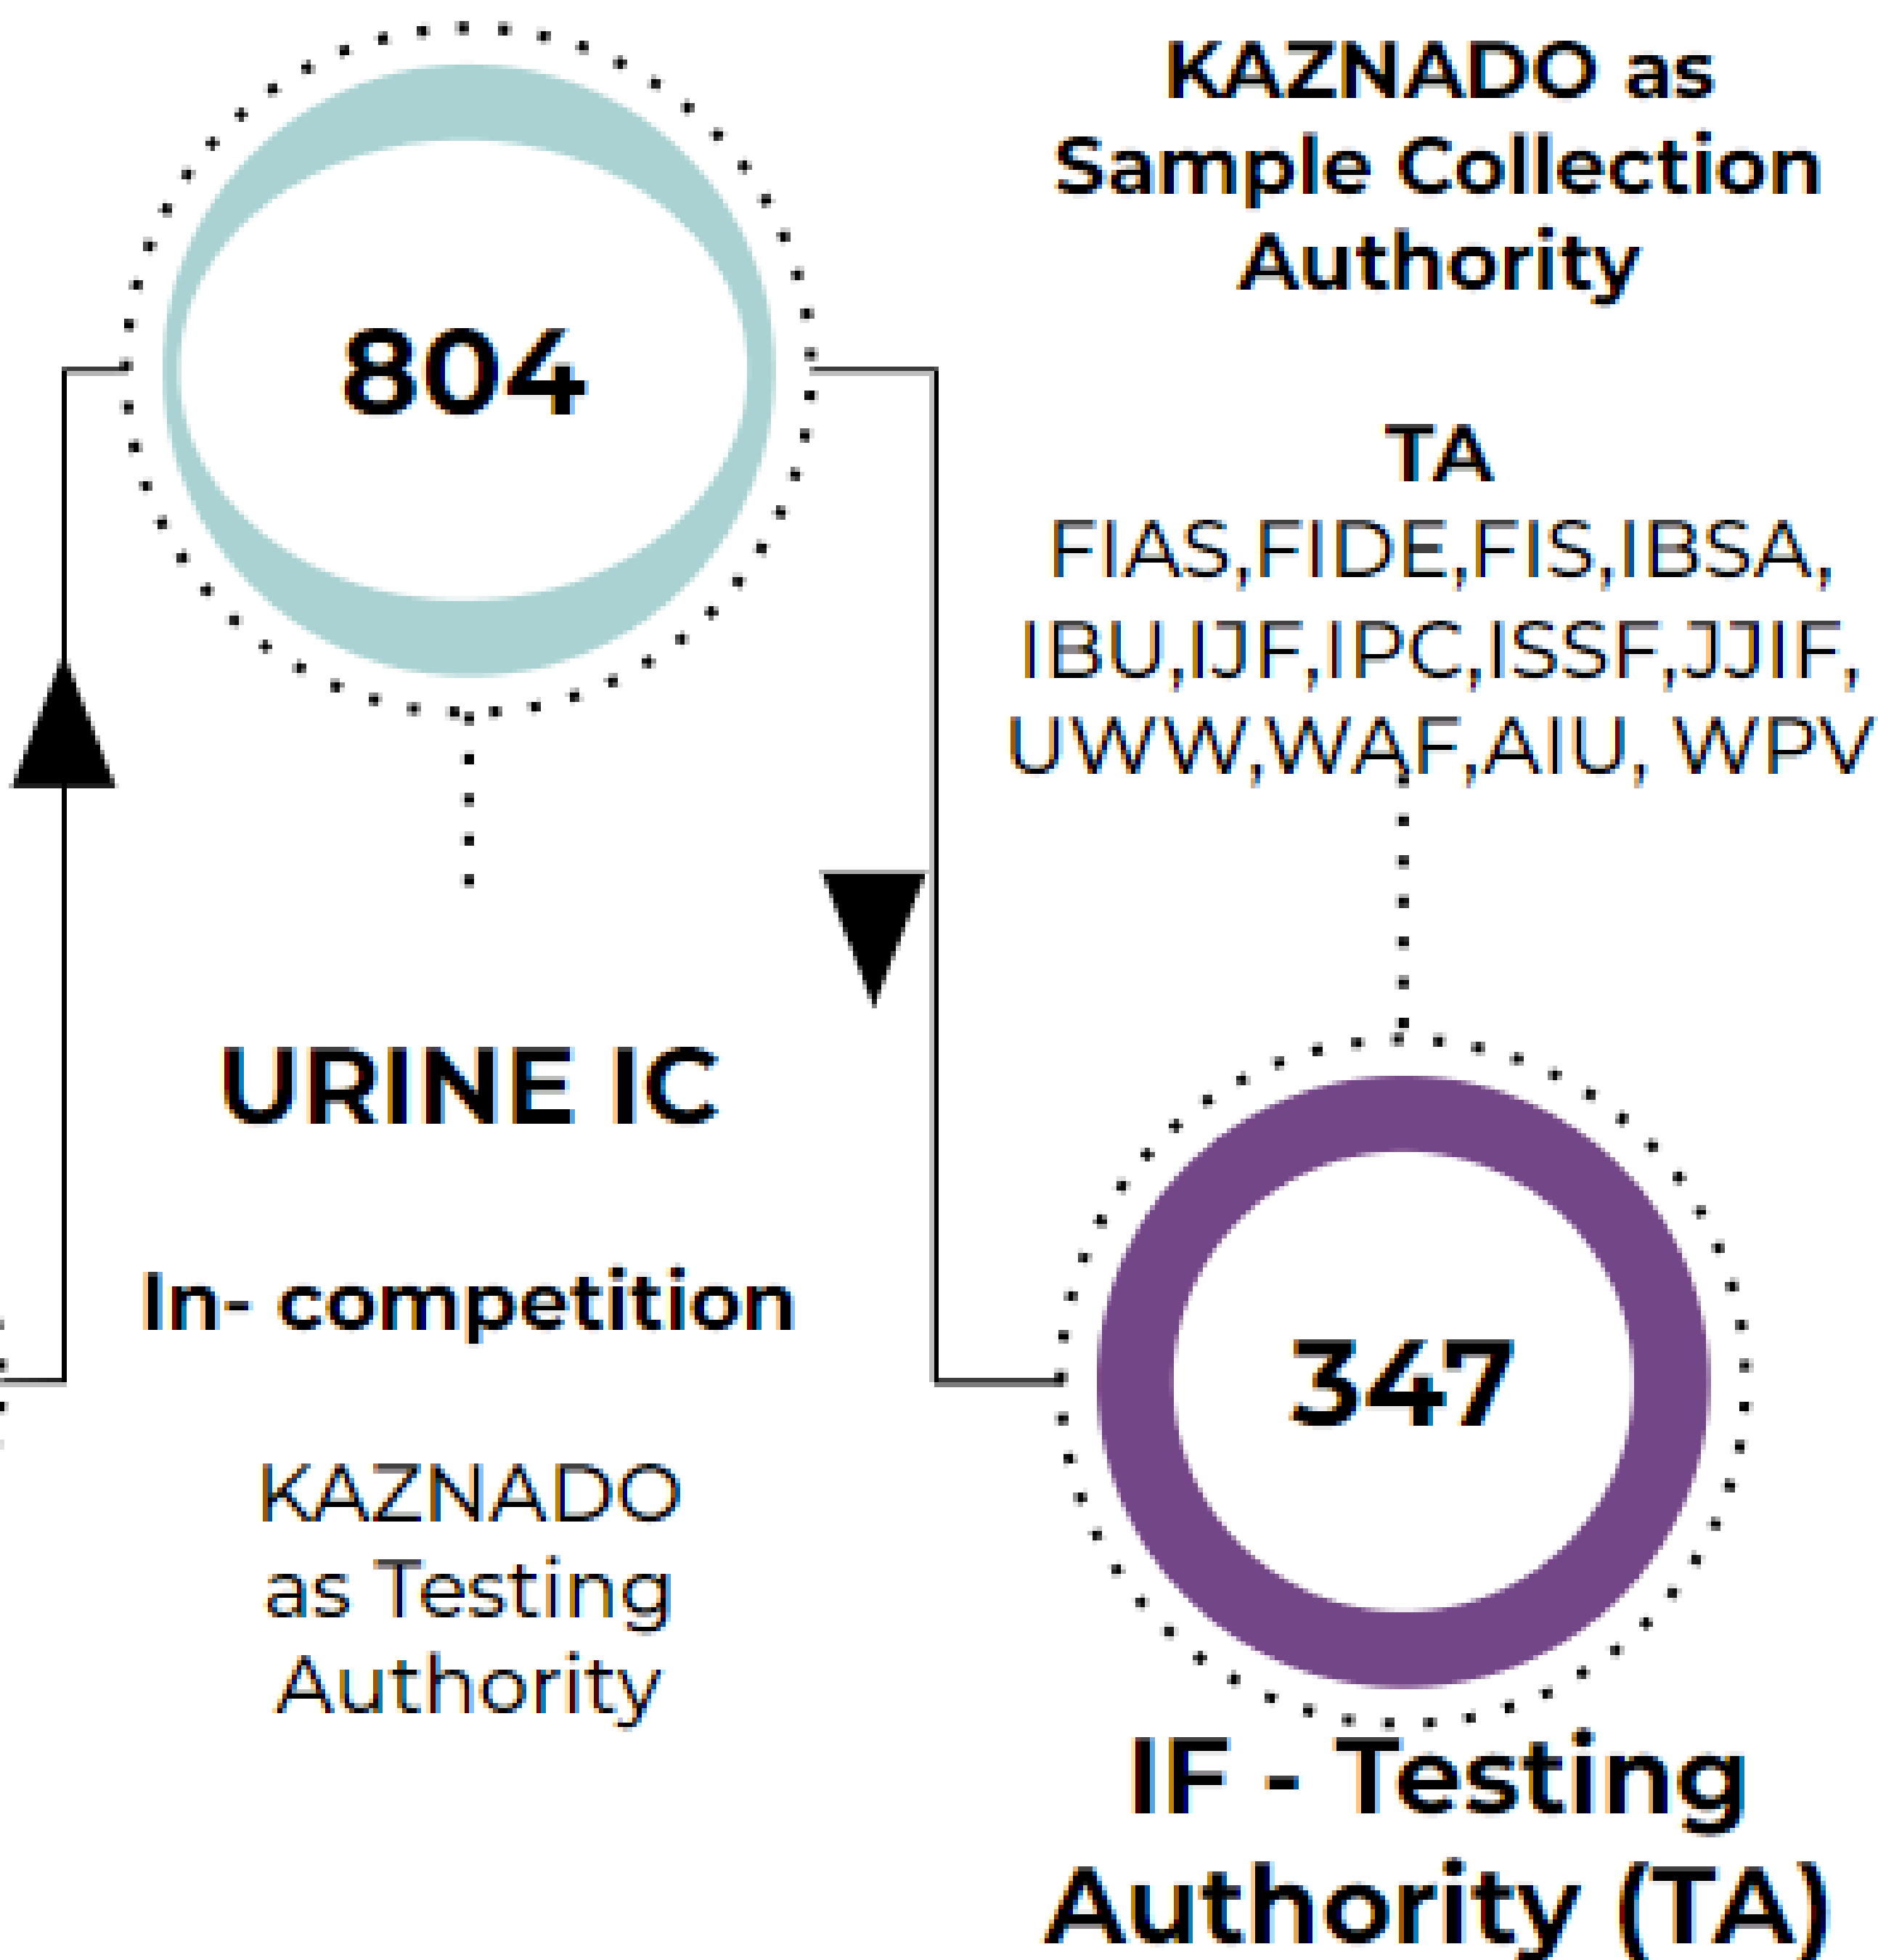 804
URINE IC
In- competition
KAZNADO
as Testing
Authority
KAZNADO as
Sample Collection
Authority
TA
FIAS,FIDE,FIS,IBSA,
IBU,IJF,IPC,ISSF,JJIF,
UWW,WAF,AIU, WPV
347
IF - Testing
Authority (TA)